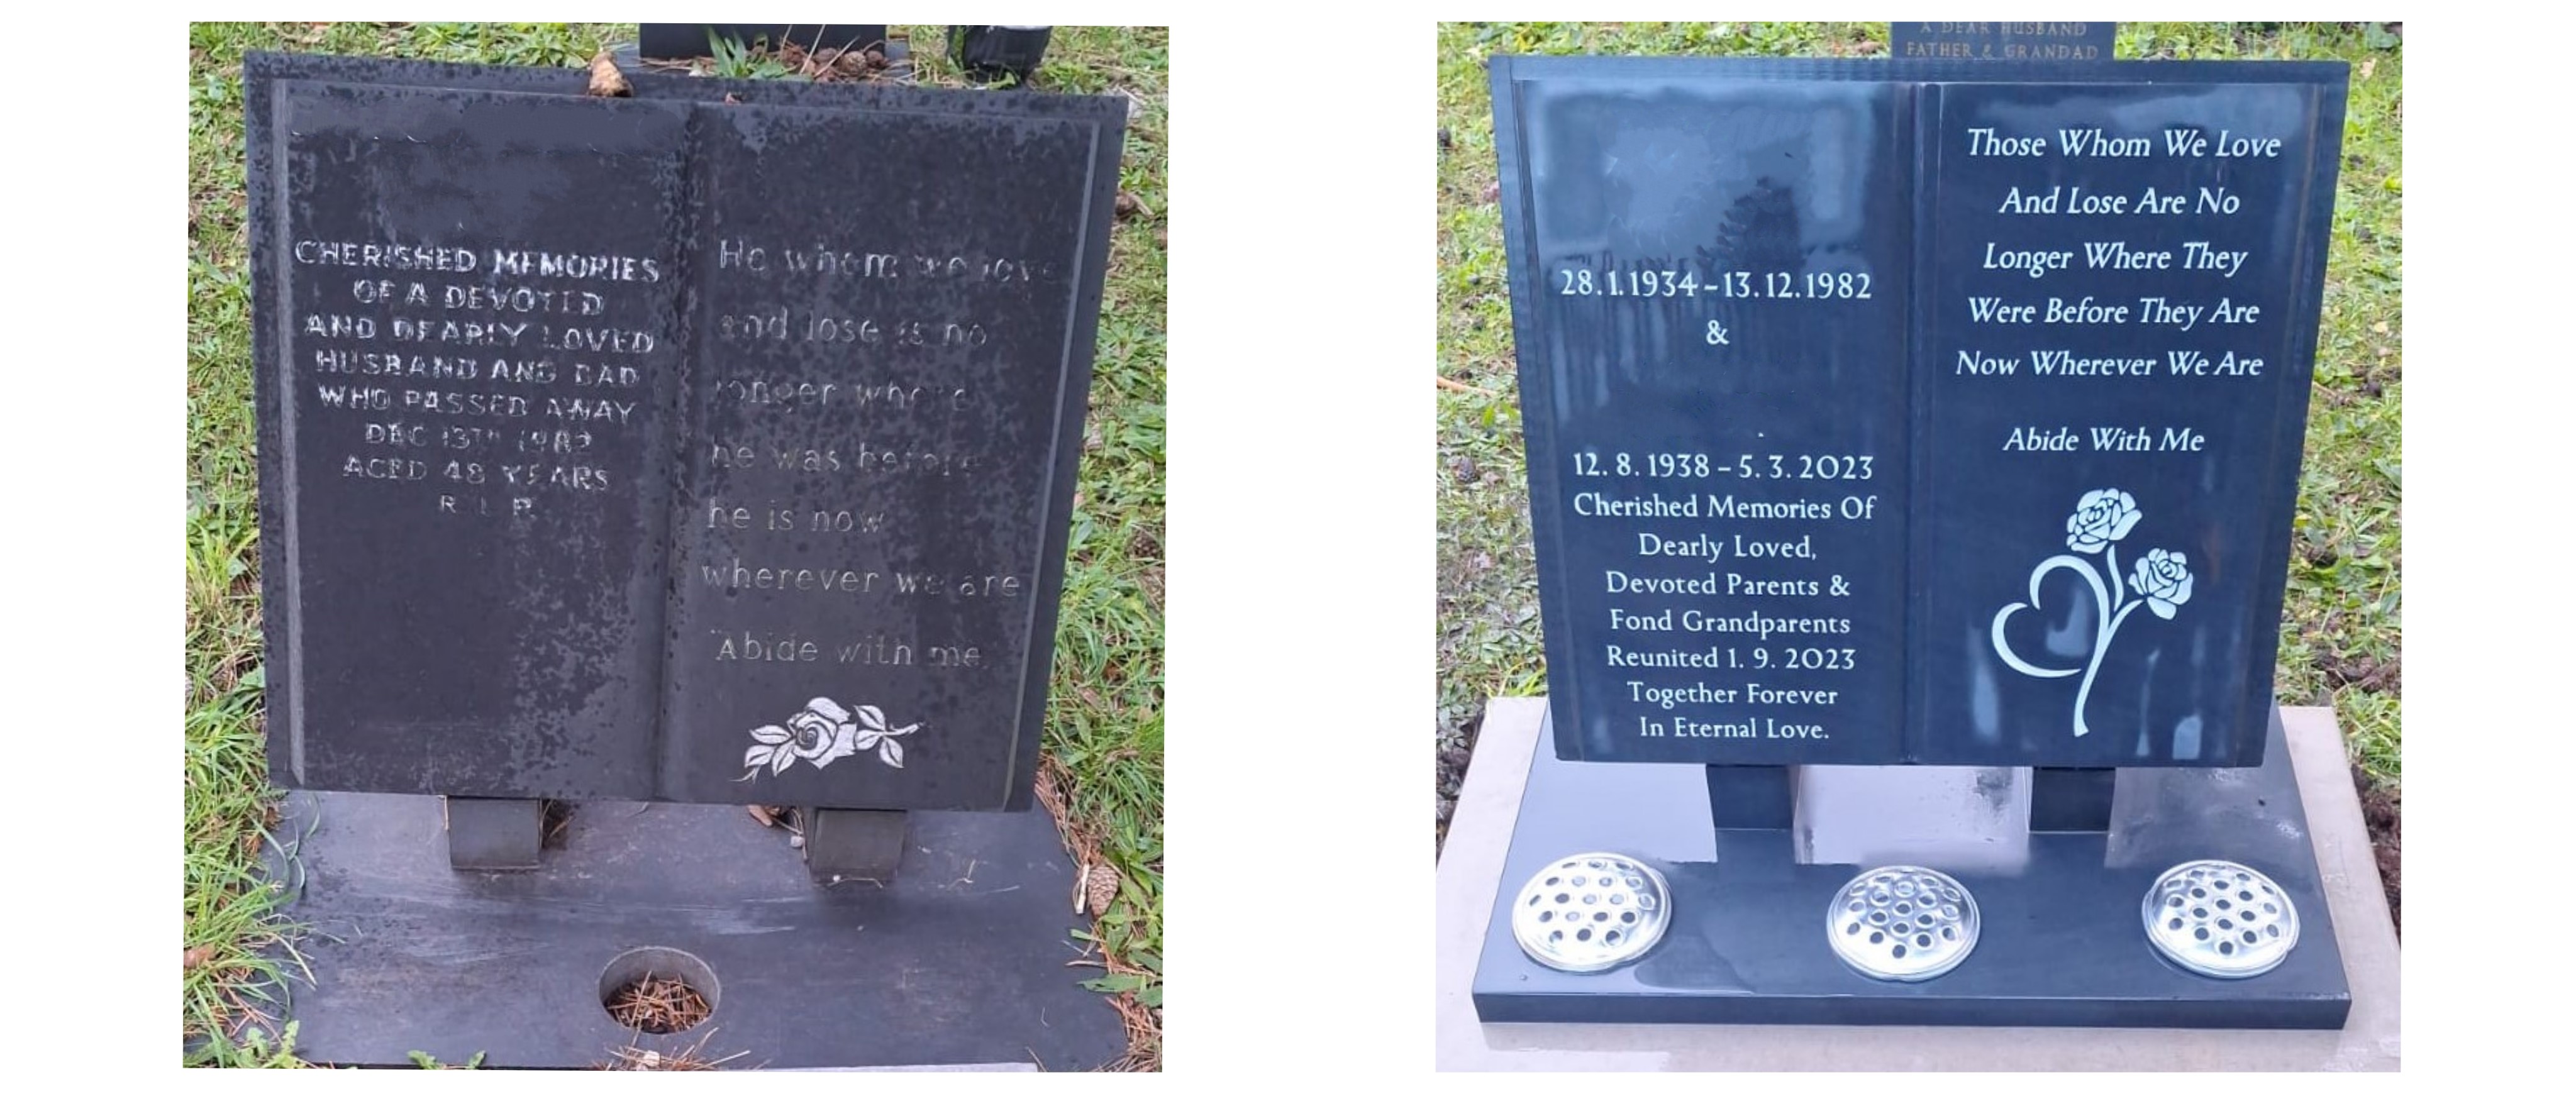 CHERISHED MEMORIES
OF A DEVOTED
AND DEARLY LOVED
HUSBAND AND DAD
WHO PASSED AWAY
DEC 13TH 1982
AGED 48 YEARS
R I P
He whom we love
and lose is no
longer where
he was before
he is now
wherever we are
"Abide with me
A DEAR HUSBAND
FATHER & GRANDAD
28.1.1934-13.12.1982
&
12. 8. 1938 - 5. 3. 2023
Cherished Memories Of
Dearly Loved,
Devoted Parents &
Fond Grandparents
Reunited 1. 9. 2023
Together Forever
In Eternal Love.
Those Whom We Love
And Lose Are No
Longer Where They
Were Before They Are
Now Wherever We Are
Abide With Me